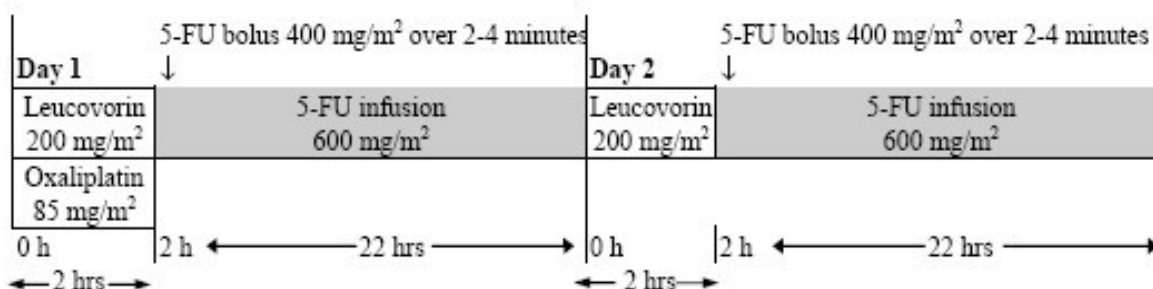 5-FU bolus 400 mg/m² over 2-4 minutes
5-FU bolus 400 mg/m² over 2-4 minutes
Day 1
↓
Day 2
↓
Leucovorin
200 mg/m²
5-FU infusion
600 mg/m²
Leucovorin
200 mg/m²
5-FU infusion
600 mg/m²
Oxaliplatin
85 mg/m²
0 h
2 h
22 hrs
0 h
2 h
22 hrs
2 hrs
2 hrs